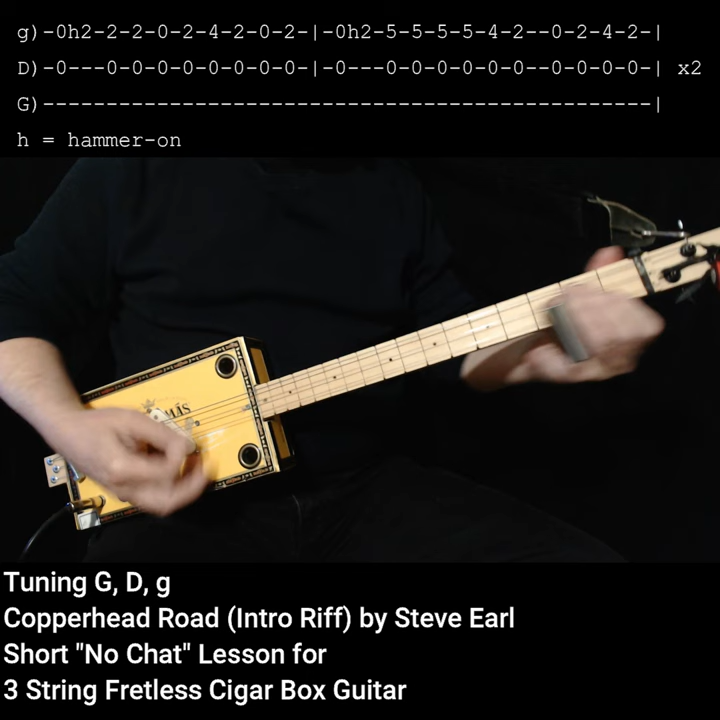 g)-0h2-2-2-0-2-4-2-0-2-|-0h2-5-5-5-5-4-2--0-2-4-2-|
D)-0---0-0-0-0-0-0-0-0-|-0---0-0-0-0-0-0--0-0-0-0-| x2
G)------------------------------------------------|
h = hammer-on
MÁS
Tuning G, D, g
Copperhead Road (Intro Riff) by Steve Earl
Short "No Chat" Lesson for
3 String Fretless Cigar Box Guitar